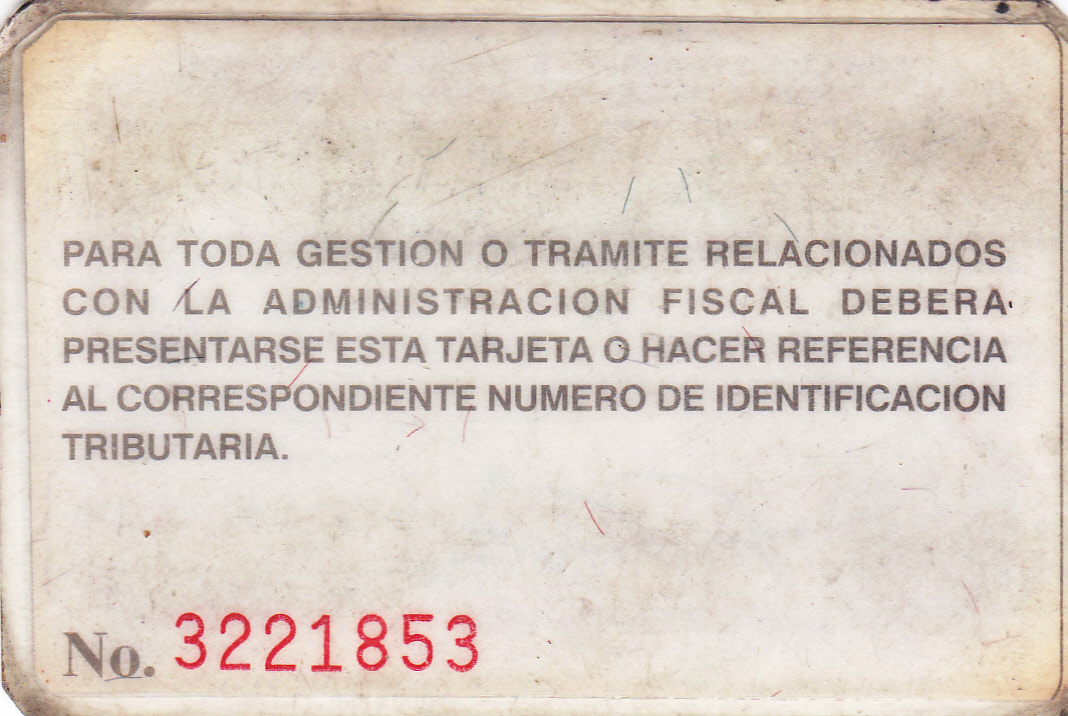 PARA TODA GESTION O TRAMITE RELACIONADOS
CON LA ADMINISTRACION FISCAL DEBERA
PRESENTARSE ESTA TARJETA O HACER REFERENCIA
AL CORRESPONDIENTE NUMERO DE IDENTIFICACION
TRIBUTARIA.
No. 3221853